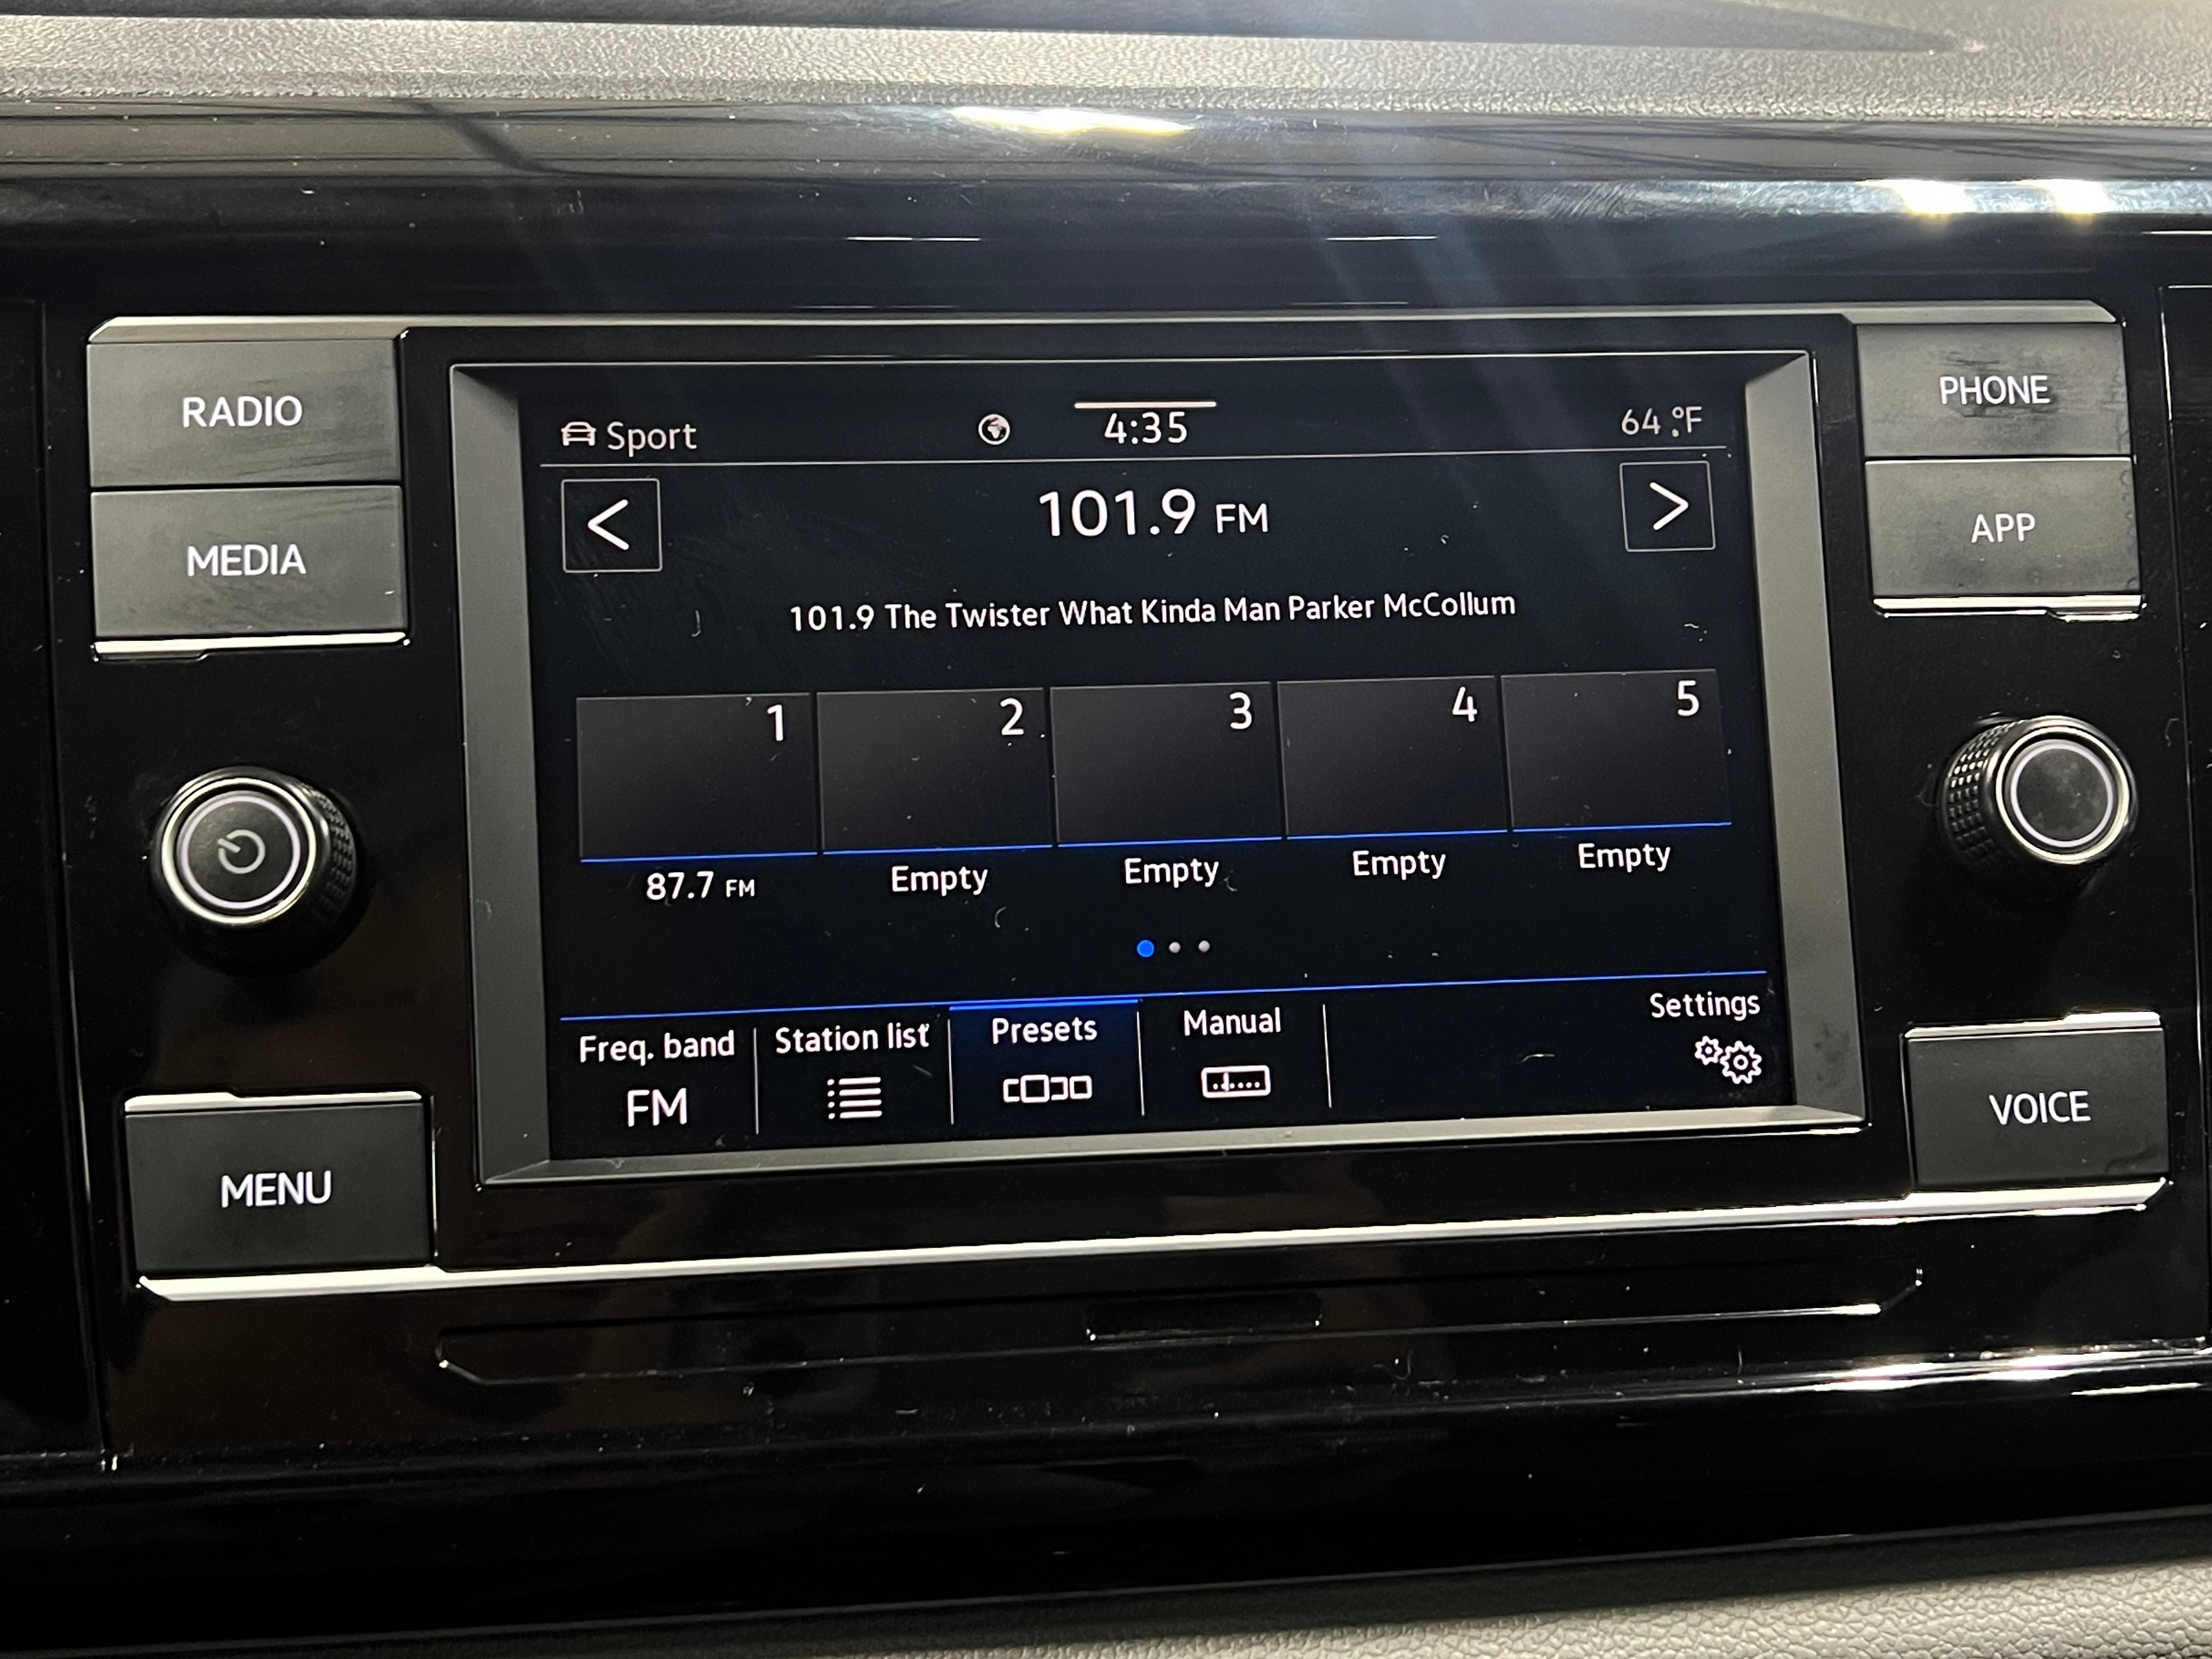 RADIO
MEDIA
MENU
Sport
4:35
64 °F
<
101.9 FM
>
101.9 The Twister What Kinda Man Parker McCollum
1
2
3
4
5
87.7 FM
Empty
Empty
Empty
Empty
Freq. band
FM
Station list
Presets
Manual
Settings
PHONE
APP
VOICE